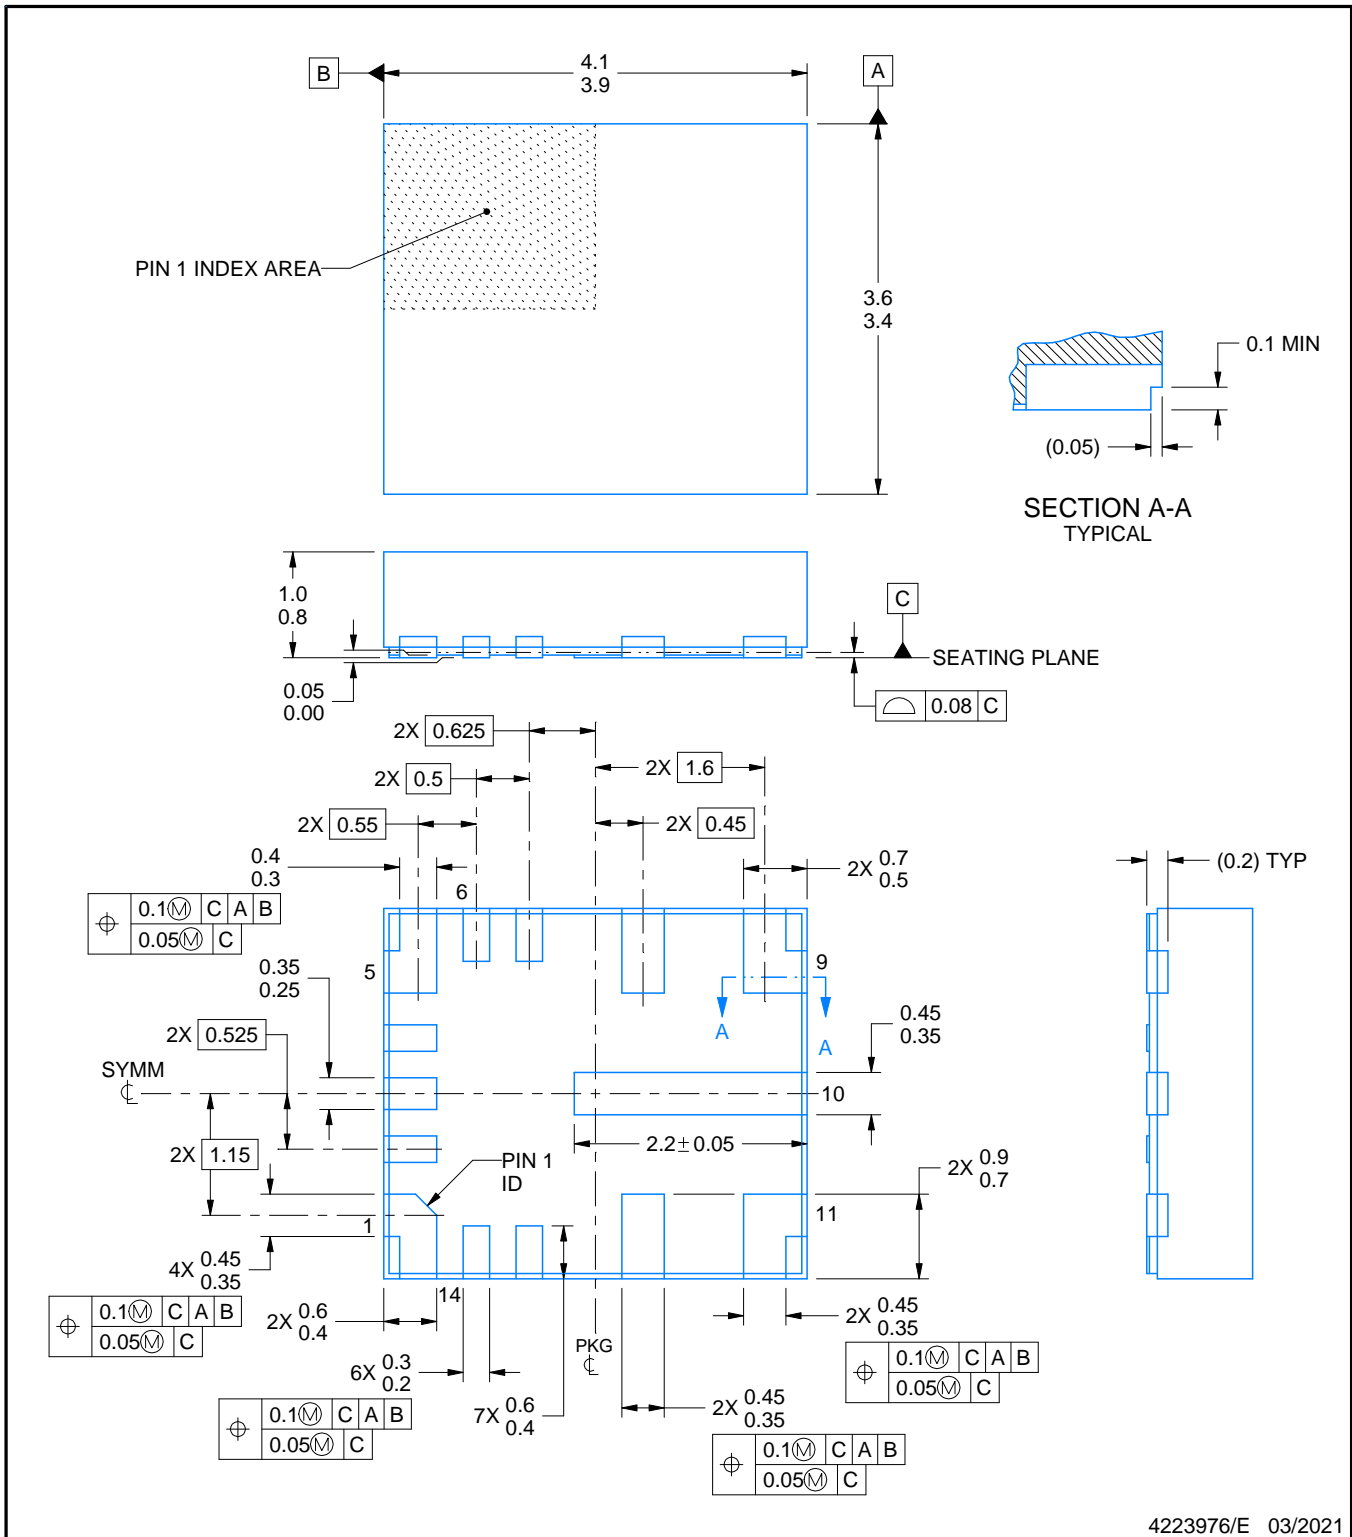 B
4.1
3.9
A
PIN 1 INDEX AREA
3.6
3.4
0.1 MIN
(0.05)
SECTION A-A
TYPICAL
1.0
0.8
C
SEATING PLANE
0.05
0.00
0.08 C
2X 0.625
2X 1.6
2X 0.5
2X 0.55
2X 0.45
0.4
0.3
2X 0.7
0.5
(0.2) TYP
6
0.1Ⓜ C A B
0.05Ⓜ C
5
9
0.35
0.25
A
A
0.45
0.35
2X 0.525
SYMM
℄
10
2X 1.15
2.2±0.05
PIN 1
ID
2X 0.9
0.7
1
11
4X 0.45
0.35
14
0.1Ⓜ C A B
0.05Ⓜ C
2X 0.6
0.4
2X 0.45
0.35
PKG
℄
6X 0.3
0.2
0.1Ⓜ C A B
0.05Ⓜ C
7X 0.6
0.4
2X 0.45
0.35
0.1Ⓜ C A B
0.05Ⓜ C
0.1Ⓜ C A B
0.05Ⓜ C
4223976/E 03/2021